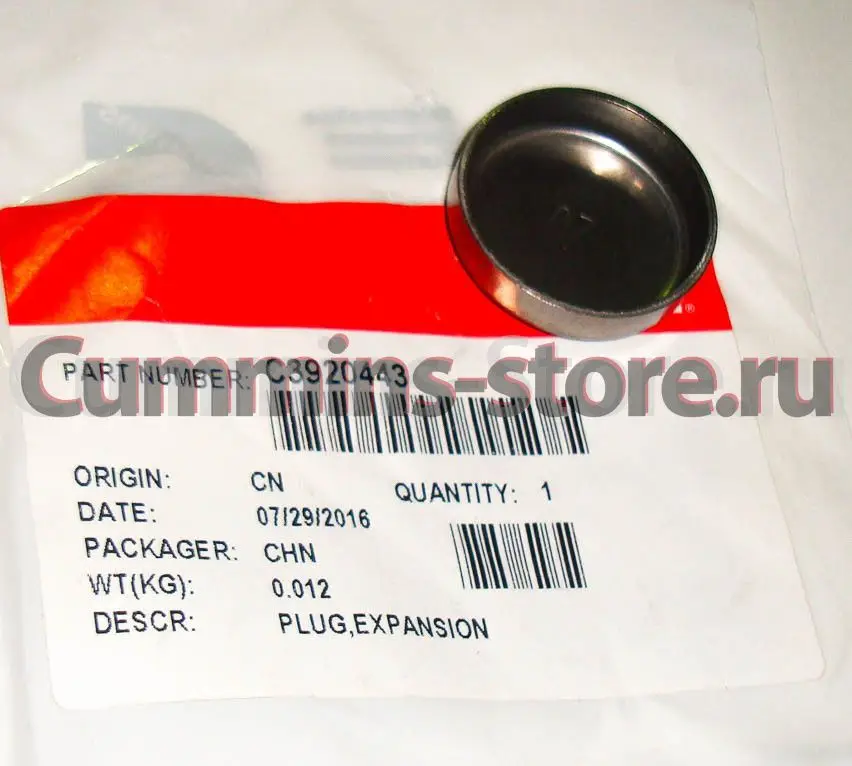 PART NUMBER: C3920443
Cummins-store.ru
ORIGIN: CN
QUANTITY: 1
DATE: 07/29/2016
PACKAGER: CHN
WT(KG): 0.012
DESCR: PLUG,EXPANSION